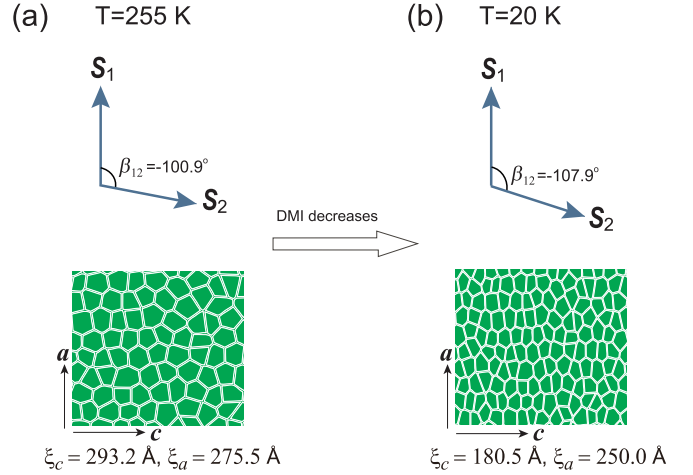 (a) T=255 K
S₁
β₁₂=-100.9°
S₂
a
c
ξc = 293.2 Å, ξa = 275.5 Å
DMI decreases
(b) T=20 K
S₁
β₁₂=-107.9°
S₂
a
c
ξc = 180.5 Å, ξa = 250.0 Å